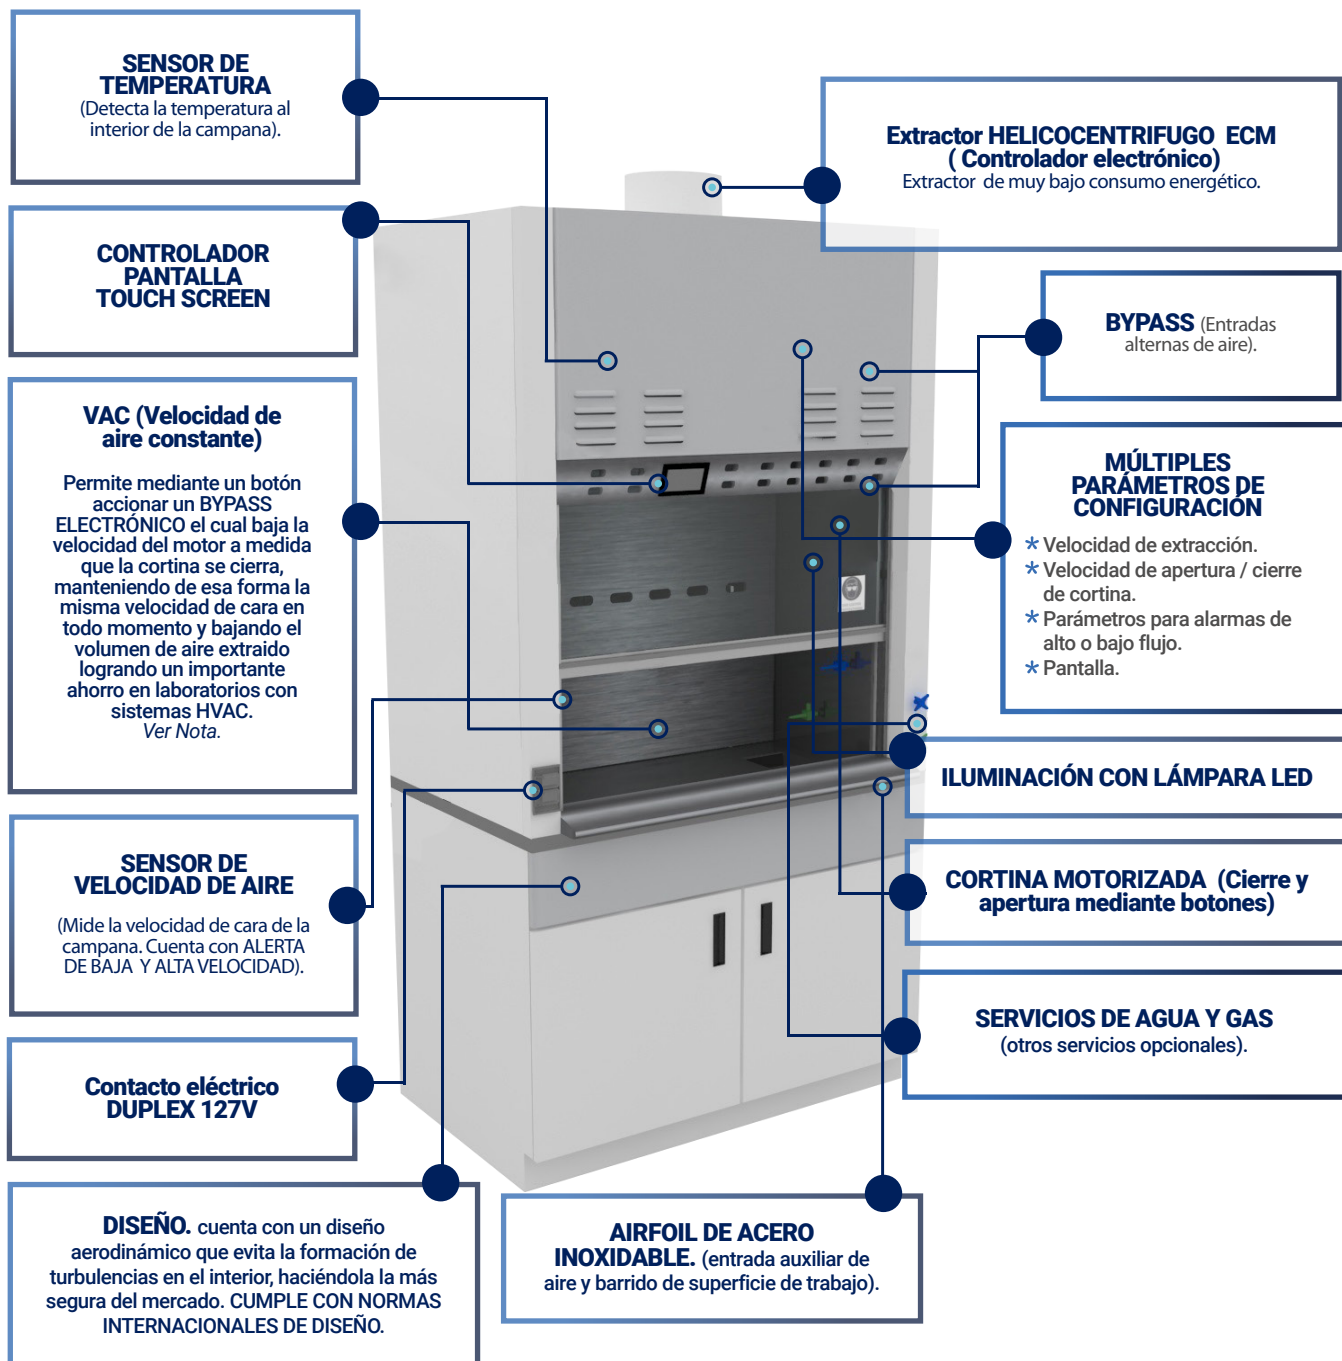 SENSOR DE
TEMPERATURA
(Detecta la temperatura al
interior de la campana).
CONTROLADOR
PANTALLA
TOUCH SCREEN
VAC (Velocidad de
aire constante)
Permite mediante un botón
accionar un BYPASS
ELECTRÓNICO el cual baja la
velocidad del motor a medida
que la cortina se cierra,
manteniendo de esa forma la
misma velocidad de cara en
todo momento y bajando el
volumen de aire extraido
logrando un importante
ahorro en laboratorios con
sistemas HVAC.
Ver Nota.
SENSOR DE
VELOCIDAD DE AIRE
(Mide la velocidad de cara de la
campana. Cuenta con ALERTA
DE BAJA Y ALTA VELOCIDAD).
Contacto eléctrico
DUPLEX 127V
DISEÑO. cuenta con un diseño
aerodinámico que evita la formación de
turbulencias en el interior, haciéndola la más
segura del mercado. CUMPLE CON NORMAS
INTERNACIONALES DE DISEÑO.
Extractor HELICOCENTRIFUGO ECM
( Controlador electrónico)
Extractor de muy bajo consumo energético.
BYPASS (Entradas
alternas de aire).
MÚLTIPLES
PARÁMETROS DE
CONFIGURACIÓN
* Velocidad de extracción.
* Velocidad de apertura / cierre
de cortina.
* Parámetros para alarmas de
alto o bajo flujo.
* Pantalla.
ILUMINACIÓN CON LÁMPARA LED
CORTINA MOTORIZADA (Cierre y
apertura mediante botones)
SERVICIOS DE AGUA Y GAS
(otros servicios opcionales).
AIRFOIL DE ACERO
INOXIDABLE. (entrada auxiliar de
aire y barrido de superficie de trabajo).